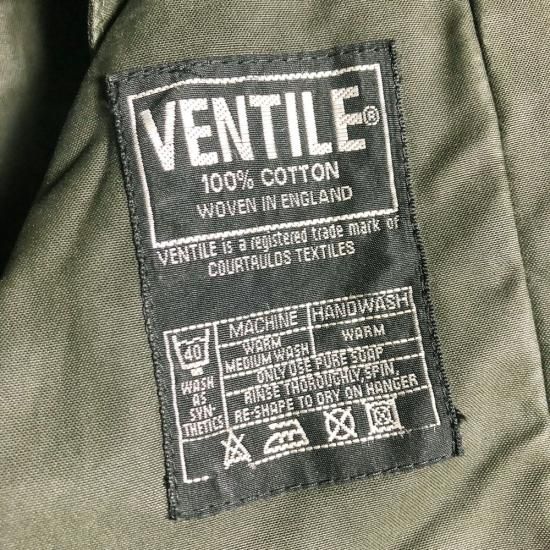 VENTILE®
100% COTTON
WOVEN IN ENGLAND
VENTILE is a registered trade mark of
COURTAULDS TEXTILES
40
WASH
AS
SYN-
THETICS
MACHINE HANDWASH
WARM WARM
MEDIUM WASH
ONLY USE PURE SOAP
RINSE THOROUGHLY, SPIN,
RE-SHAPE TO DRY ON HANGER